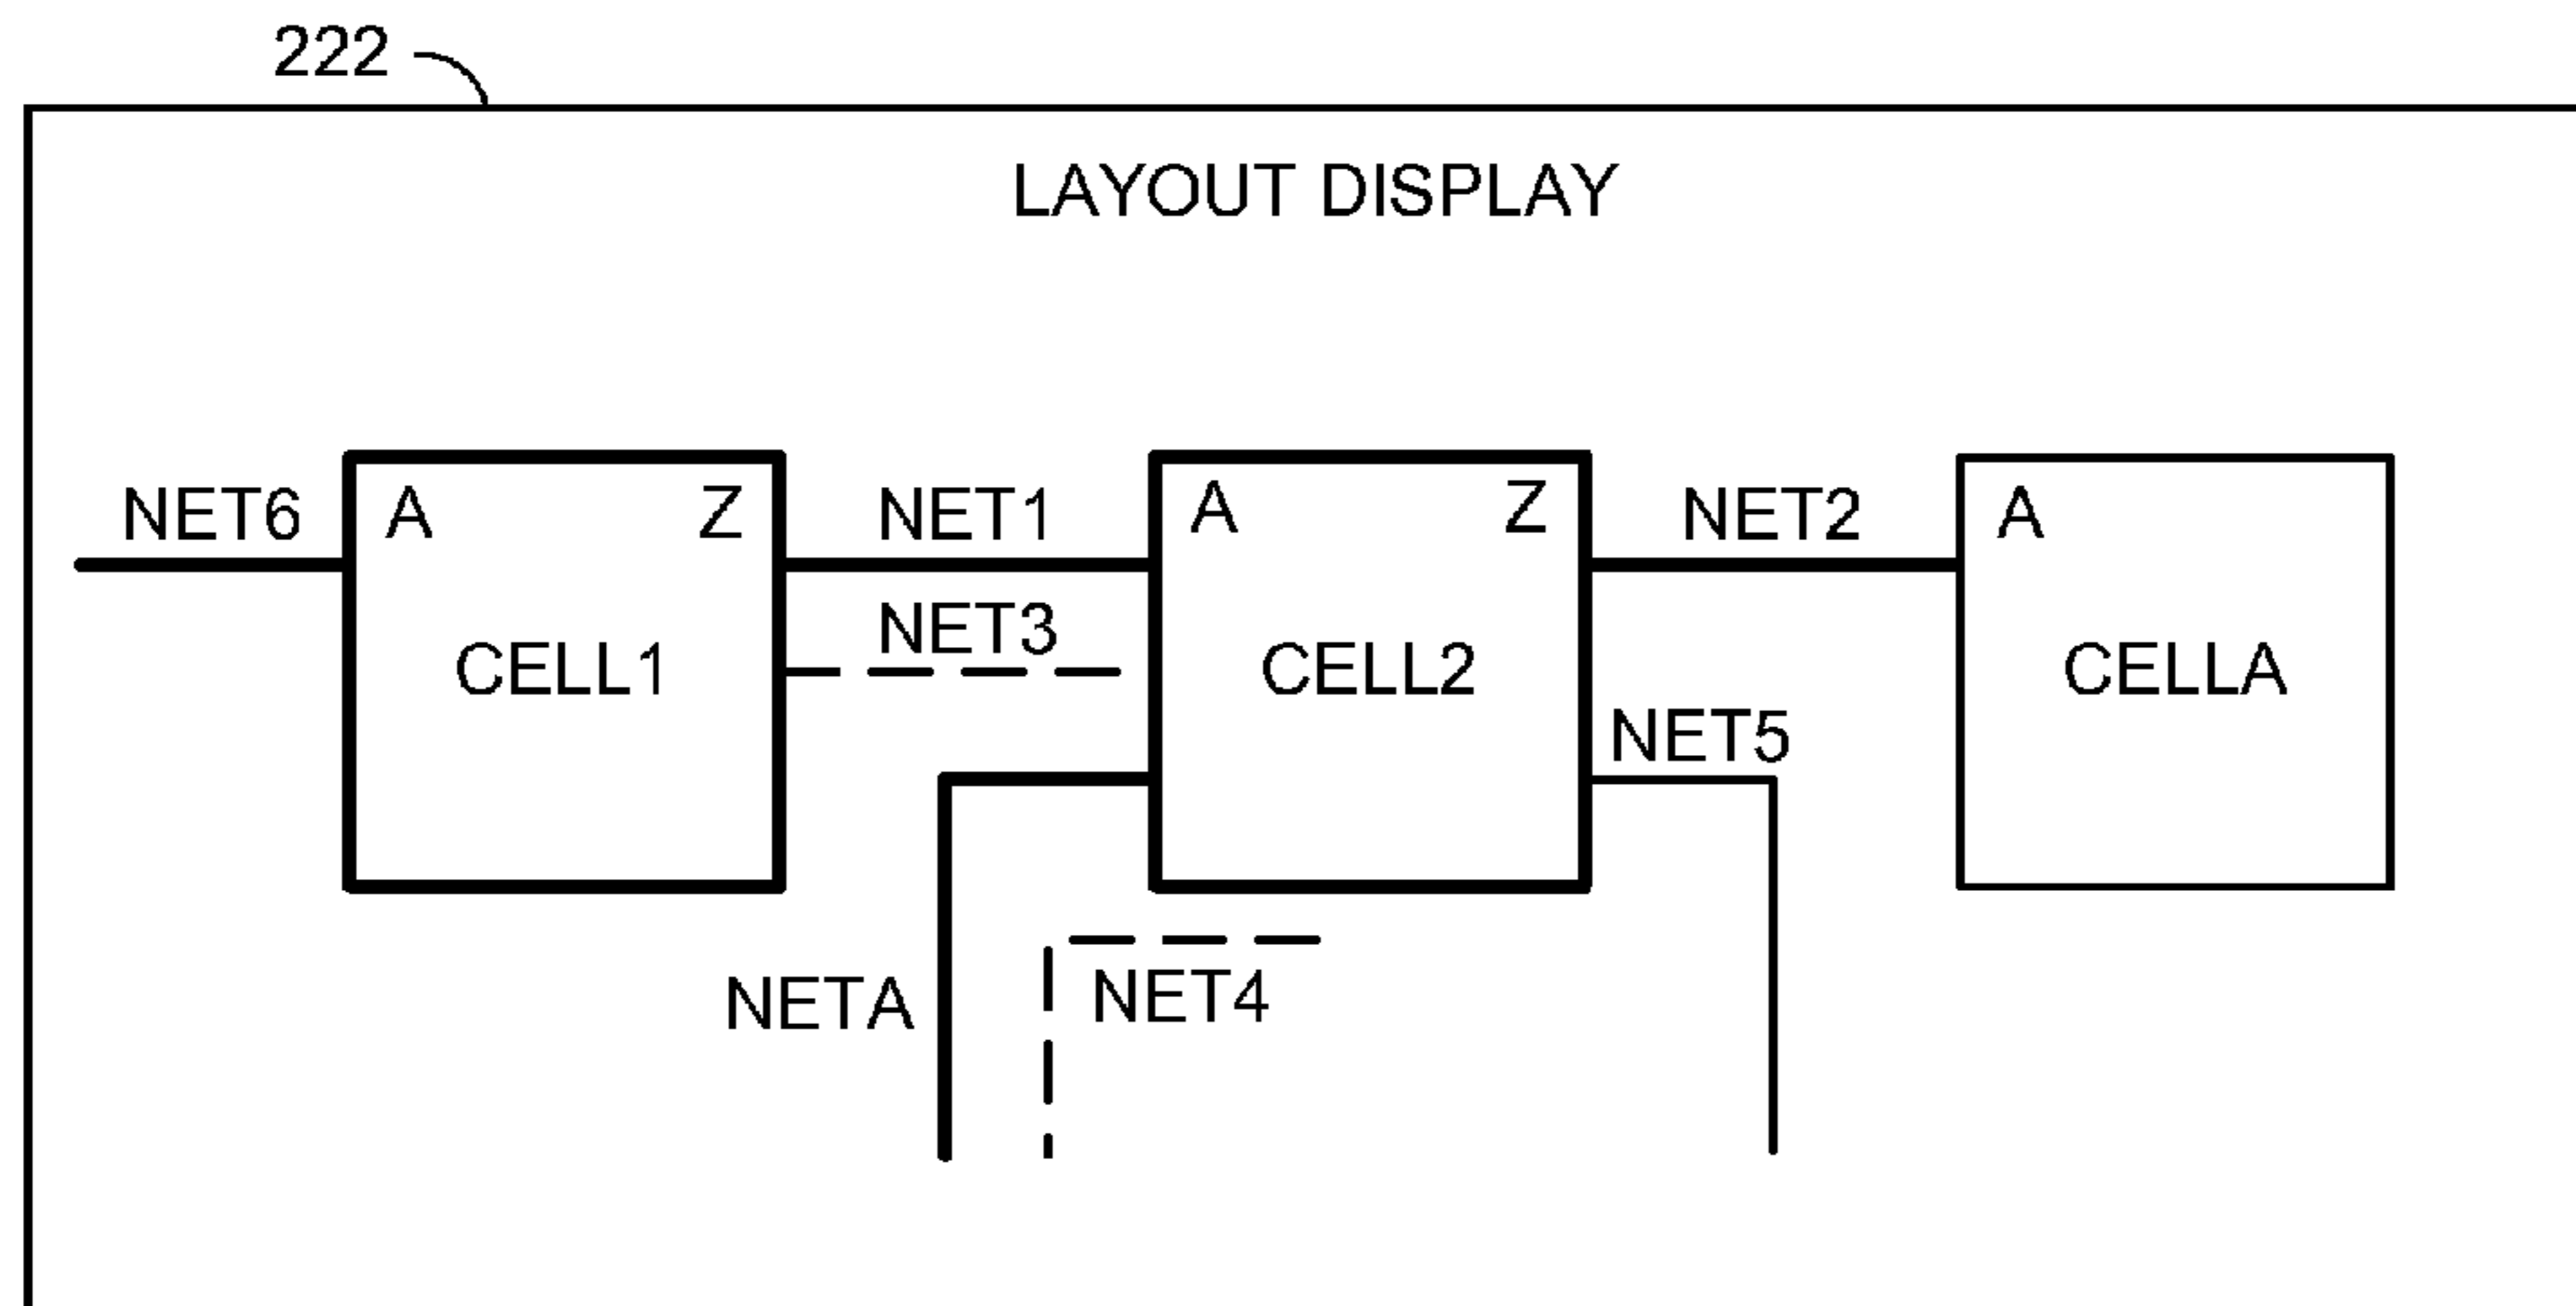 222
LAYOUT DISPLAY
NET6 A Z NET1 A Z NET2 A
NET3
CELL1 CELL2 CELLA
NET5
NETA NET4